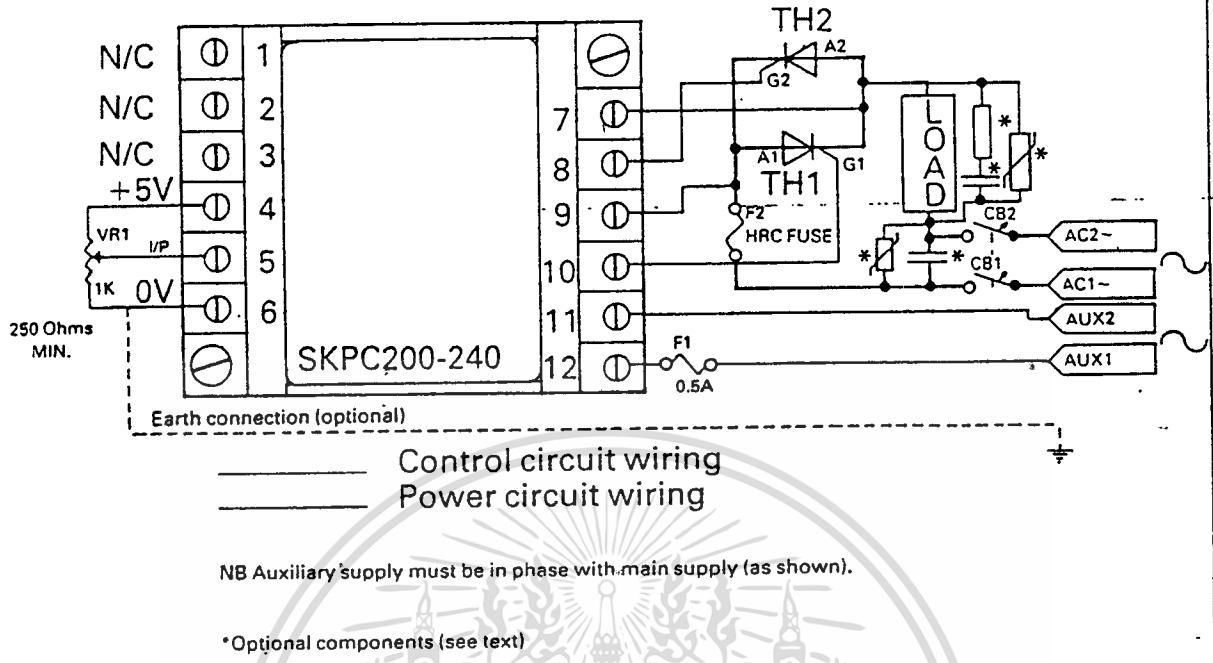 TH2
N/C 1
N/C 2
N/C 3
+5V 4
VR1 I/P 5
1K 0V 6
250 Ohms
MIN.
SKPC200-240
7
8
9
10
11
12
A2
G2
A1 G1
TH1
F2
HRC FUSE
LOAD
*
*
*
*
*
CB2
AC2~
CB1
AC1~
AUX2
F1
AUX1
0.5A
Earth connection (optional)
Control circuit wiring
Power circuit wiring
NB Auxiliary supply must be in phase with main supply (as shown).
*Optional components (see text)